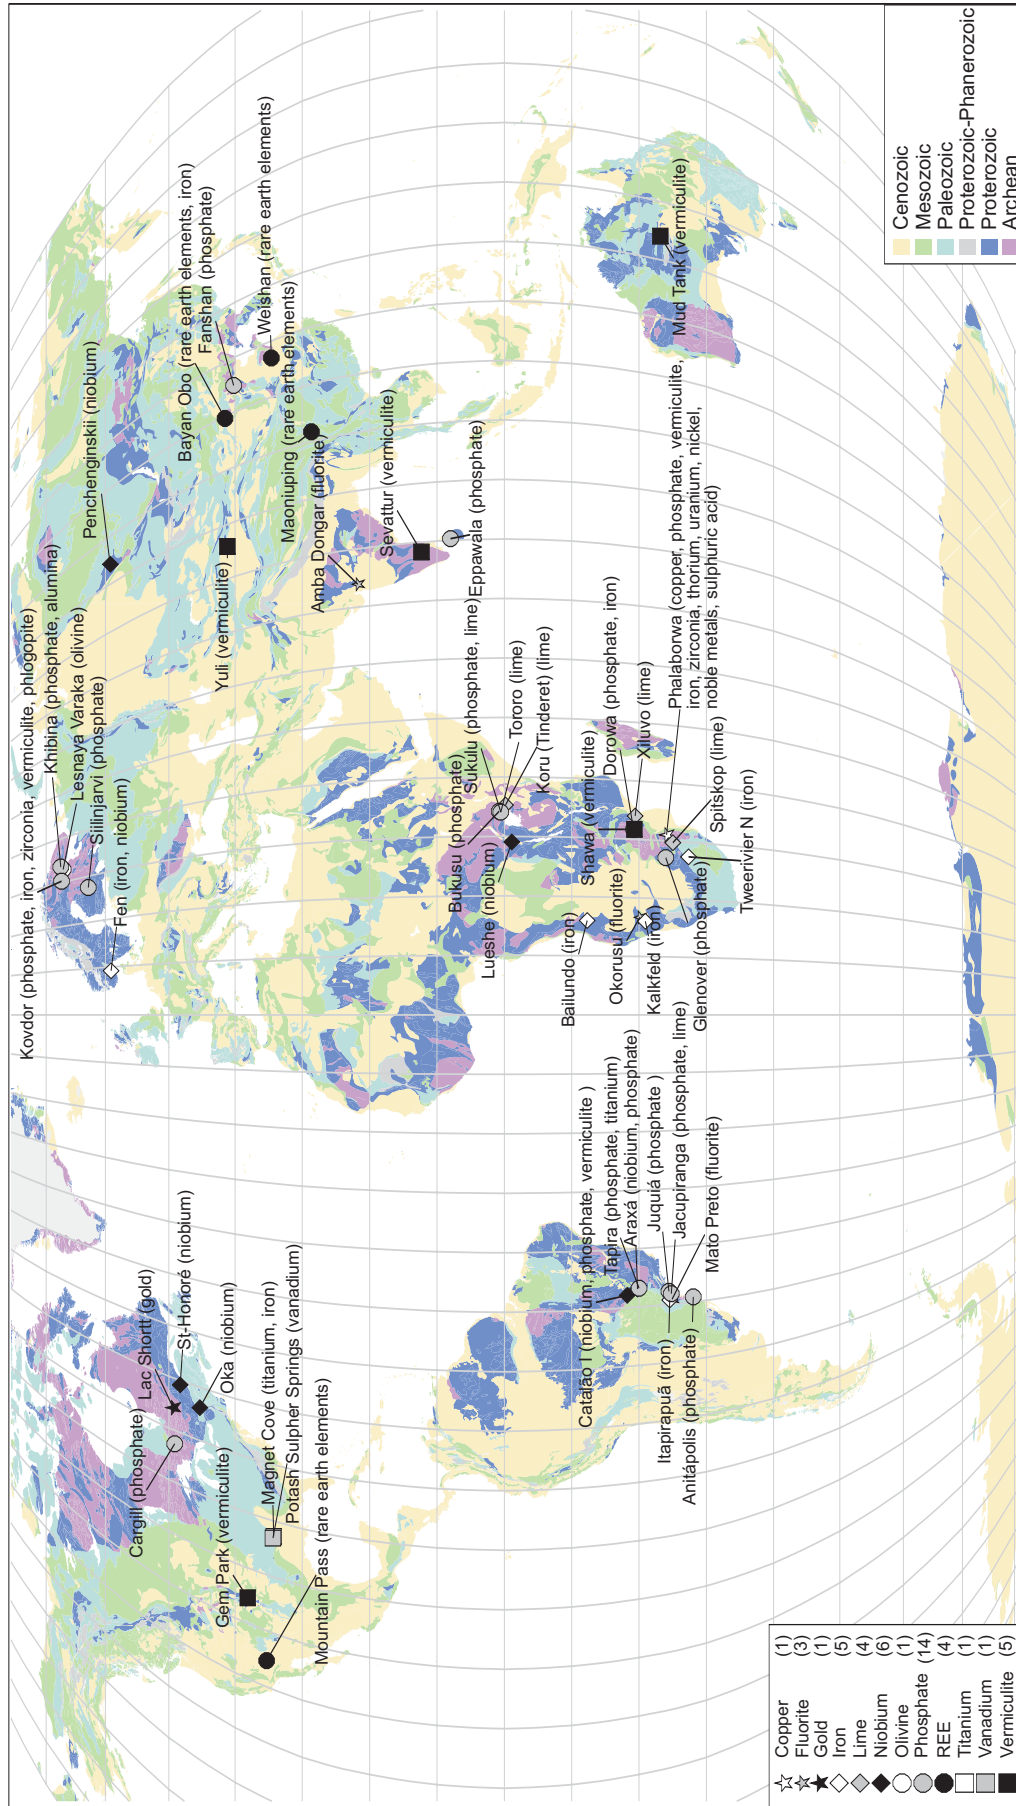 Kovdor (phosphate, iron, zirconia, vermiculite, phlogopite)
Khibina (phosphate, alumina)
Lesnaya Varaka (olivine)
Siilinjarvi (phosphate)
Fen (iron, niobium)
Penchenginskii (niobium)
Bayan Obo (rare earth elements, iron)
Fanshan (phosphate)
Weishan (rare earth elements)
Maoniuping (rare earth elements)
Yuli (vermiculite)
Amba Dongar (fluorite)
Sevattur (vermiculite)
Eppawala (phosphate)
Mud Tank (vermiculite)
Cargill (phosphate)
Lac Shortt (gold)
St-Honoré (niobium)
Oka (niobium)
Gem Park (vermiculite)
Magnet Cove (titanium, iron)
Potash Sulpher Springs (vanadium)
Mountain Pass (rare earth elements)
Bukusu (phosphate)
Sukulu (phosphate, lime)
Tororo (lime)
Koru (Tinderet) (lime)
Lueshe (niobium)
Bailundo (iron)
Shawa (vermiculite)
Dorowa (phosphate, iron)
Xiluvo (lime)
Okorusu (fluorite)
Kalkfeld (iron)
Glenover (phosphate)
Phalaborwa (copper, phosphate, vermiculite,
iron, zirconia, thorium, uranium, nickel,
noble metals, sulphuric acid)
Spitskop (lime)
Tweerivier N (iron)
Catalão I (niobium, phosphate, vermiculite)
Tapira (phosphate, titanium)
Araxá (niobium, phosphate)
Juquiá (phosphate)
Jacupiranga (phosphate, lime)
Mato Preto (fluorite)
Itapirapuá (iron)
Anitápolis (phosphate)
Copper (1)
Fluorite (3)
Gold (1)
Iron (5)
Lime (4)
Niobium (6)
Olivine (1)
Phosphate (14)
REE (4)
Titanium (1)
Vanadium (1)
Vermiculite (5)
Cenozoic
Mesozoic
Paleozoic
Proterozoic-Phanerozoic
Proterozoic
Archean